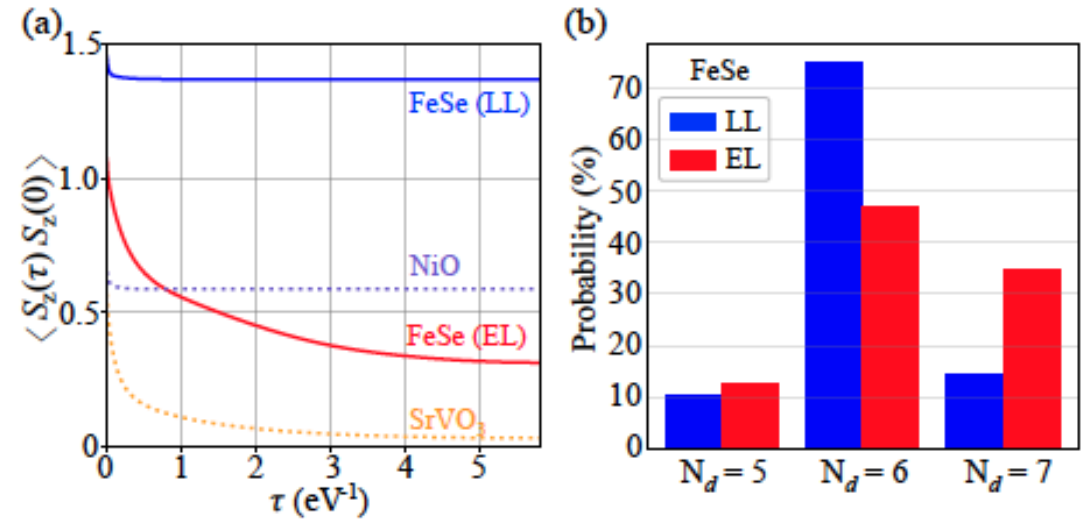 (a)
1.5
1.0
0.5
0
⟨ S_z(τ) S_z(0) ⟩
FeSe (LL)
NiO
FeSe (EL)
SrVO₃
0 1 2 3 4 5
τ (eV⁻¹)
(b)
70
60
50
40
30
20
10
0
Probability (%)
FeSe
LL
EL
N_d = 5 N_d = 6 N_d = 7